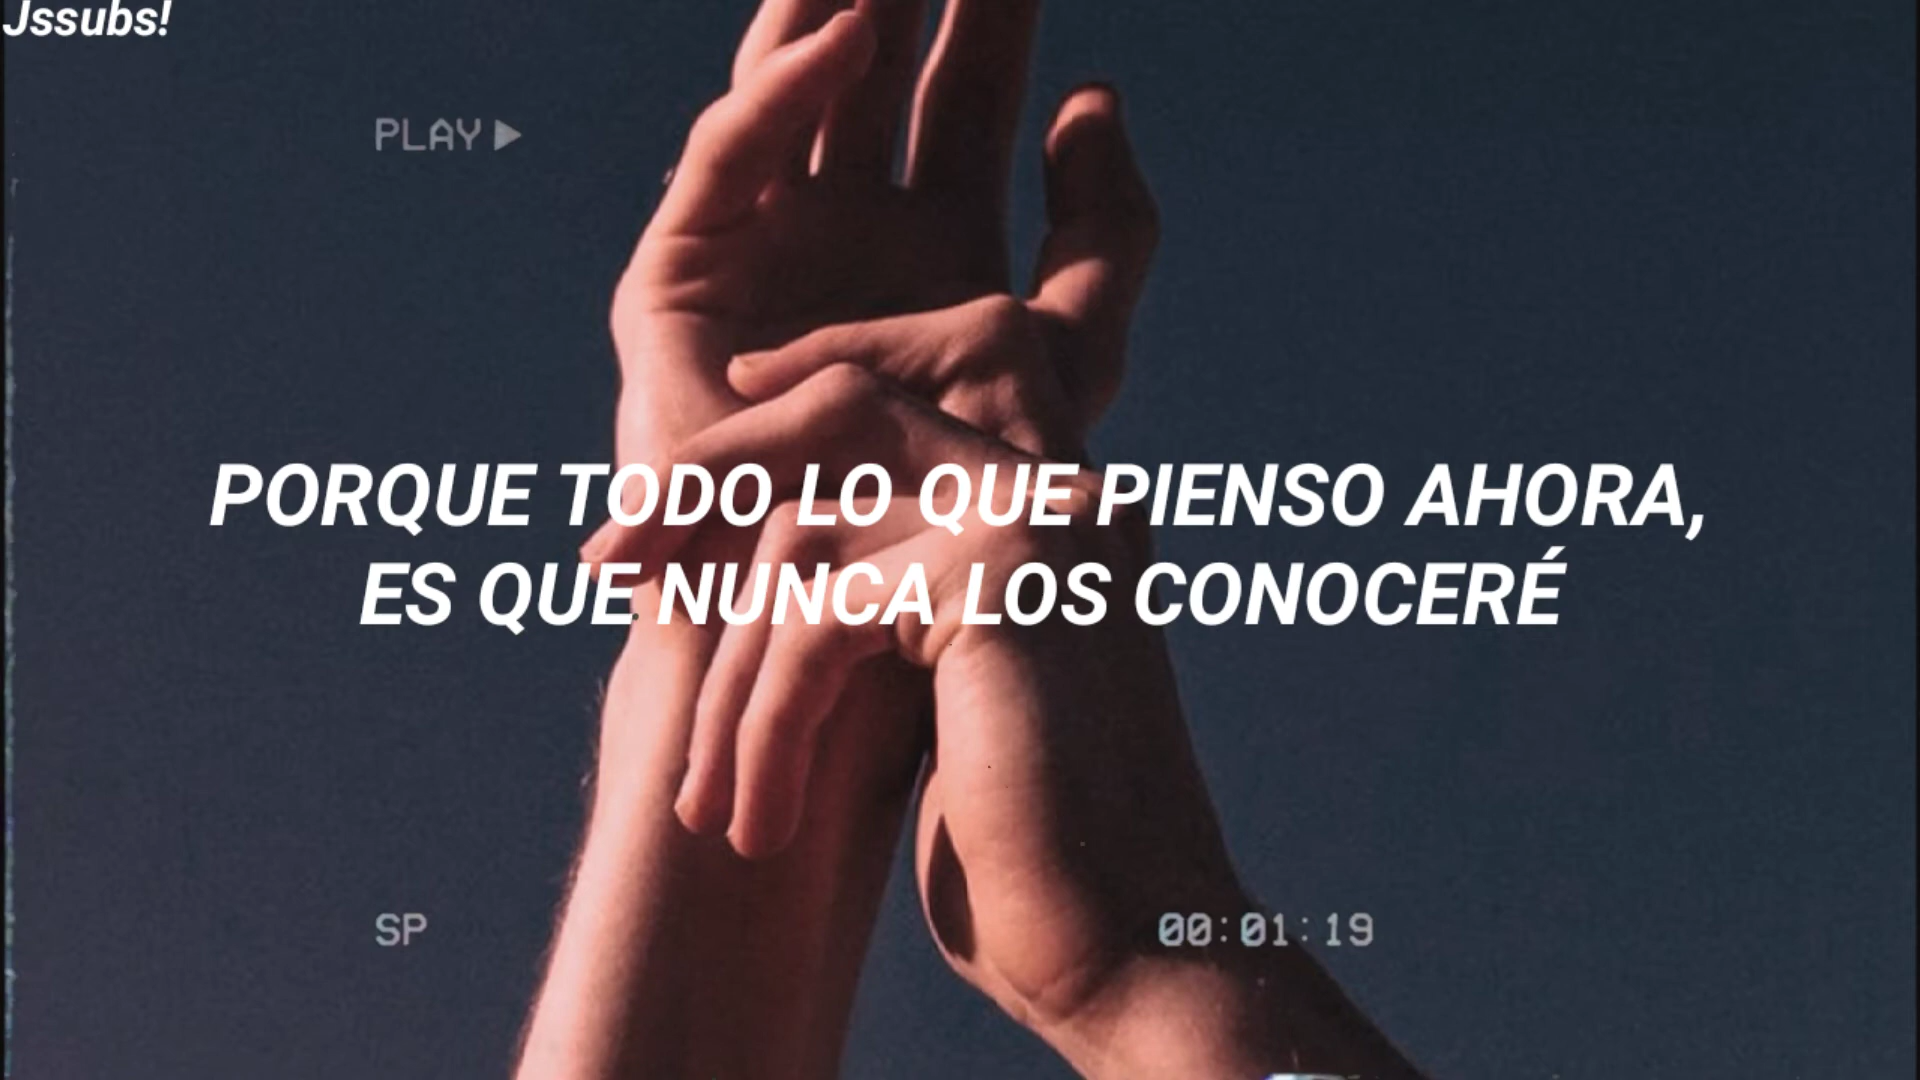 Jssubs!
PLAY
PORQUE TODO LO QUE PIENSO AHORA,
ES QUE NUNCA LOS CONOCERÉ
SP
00:01:19